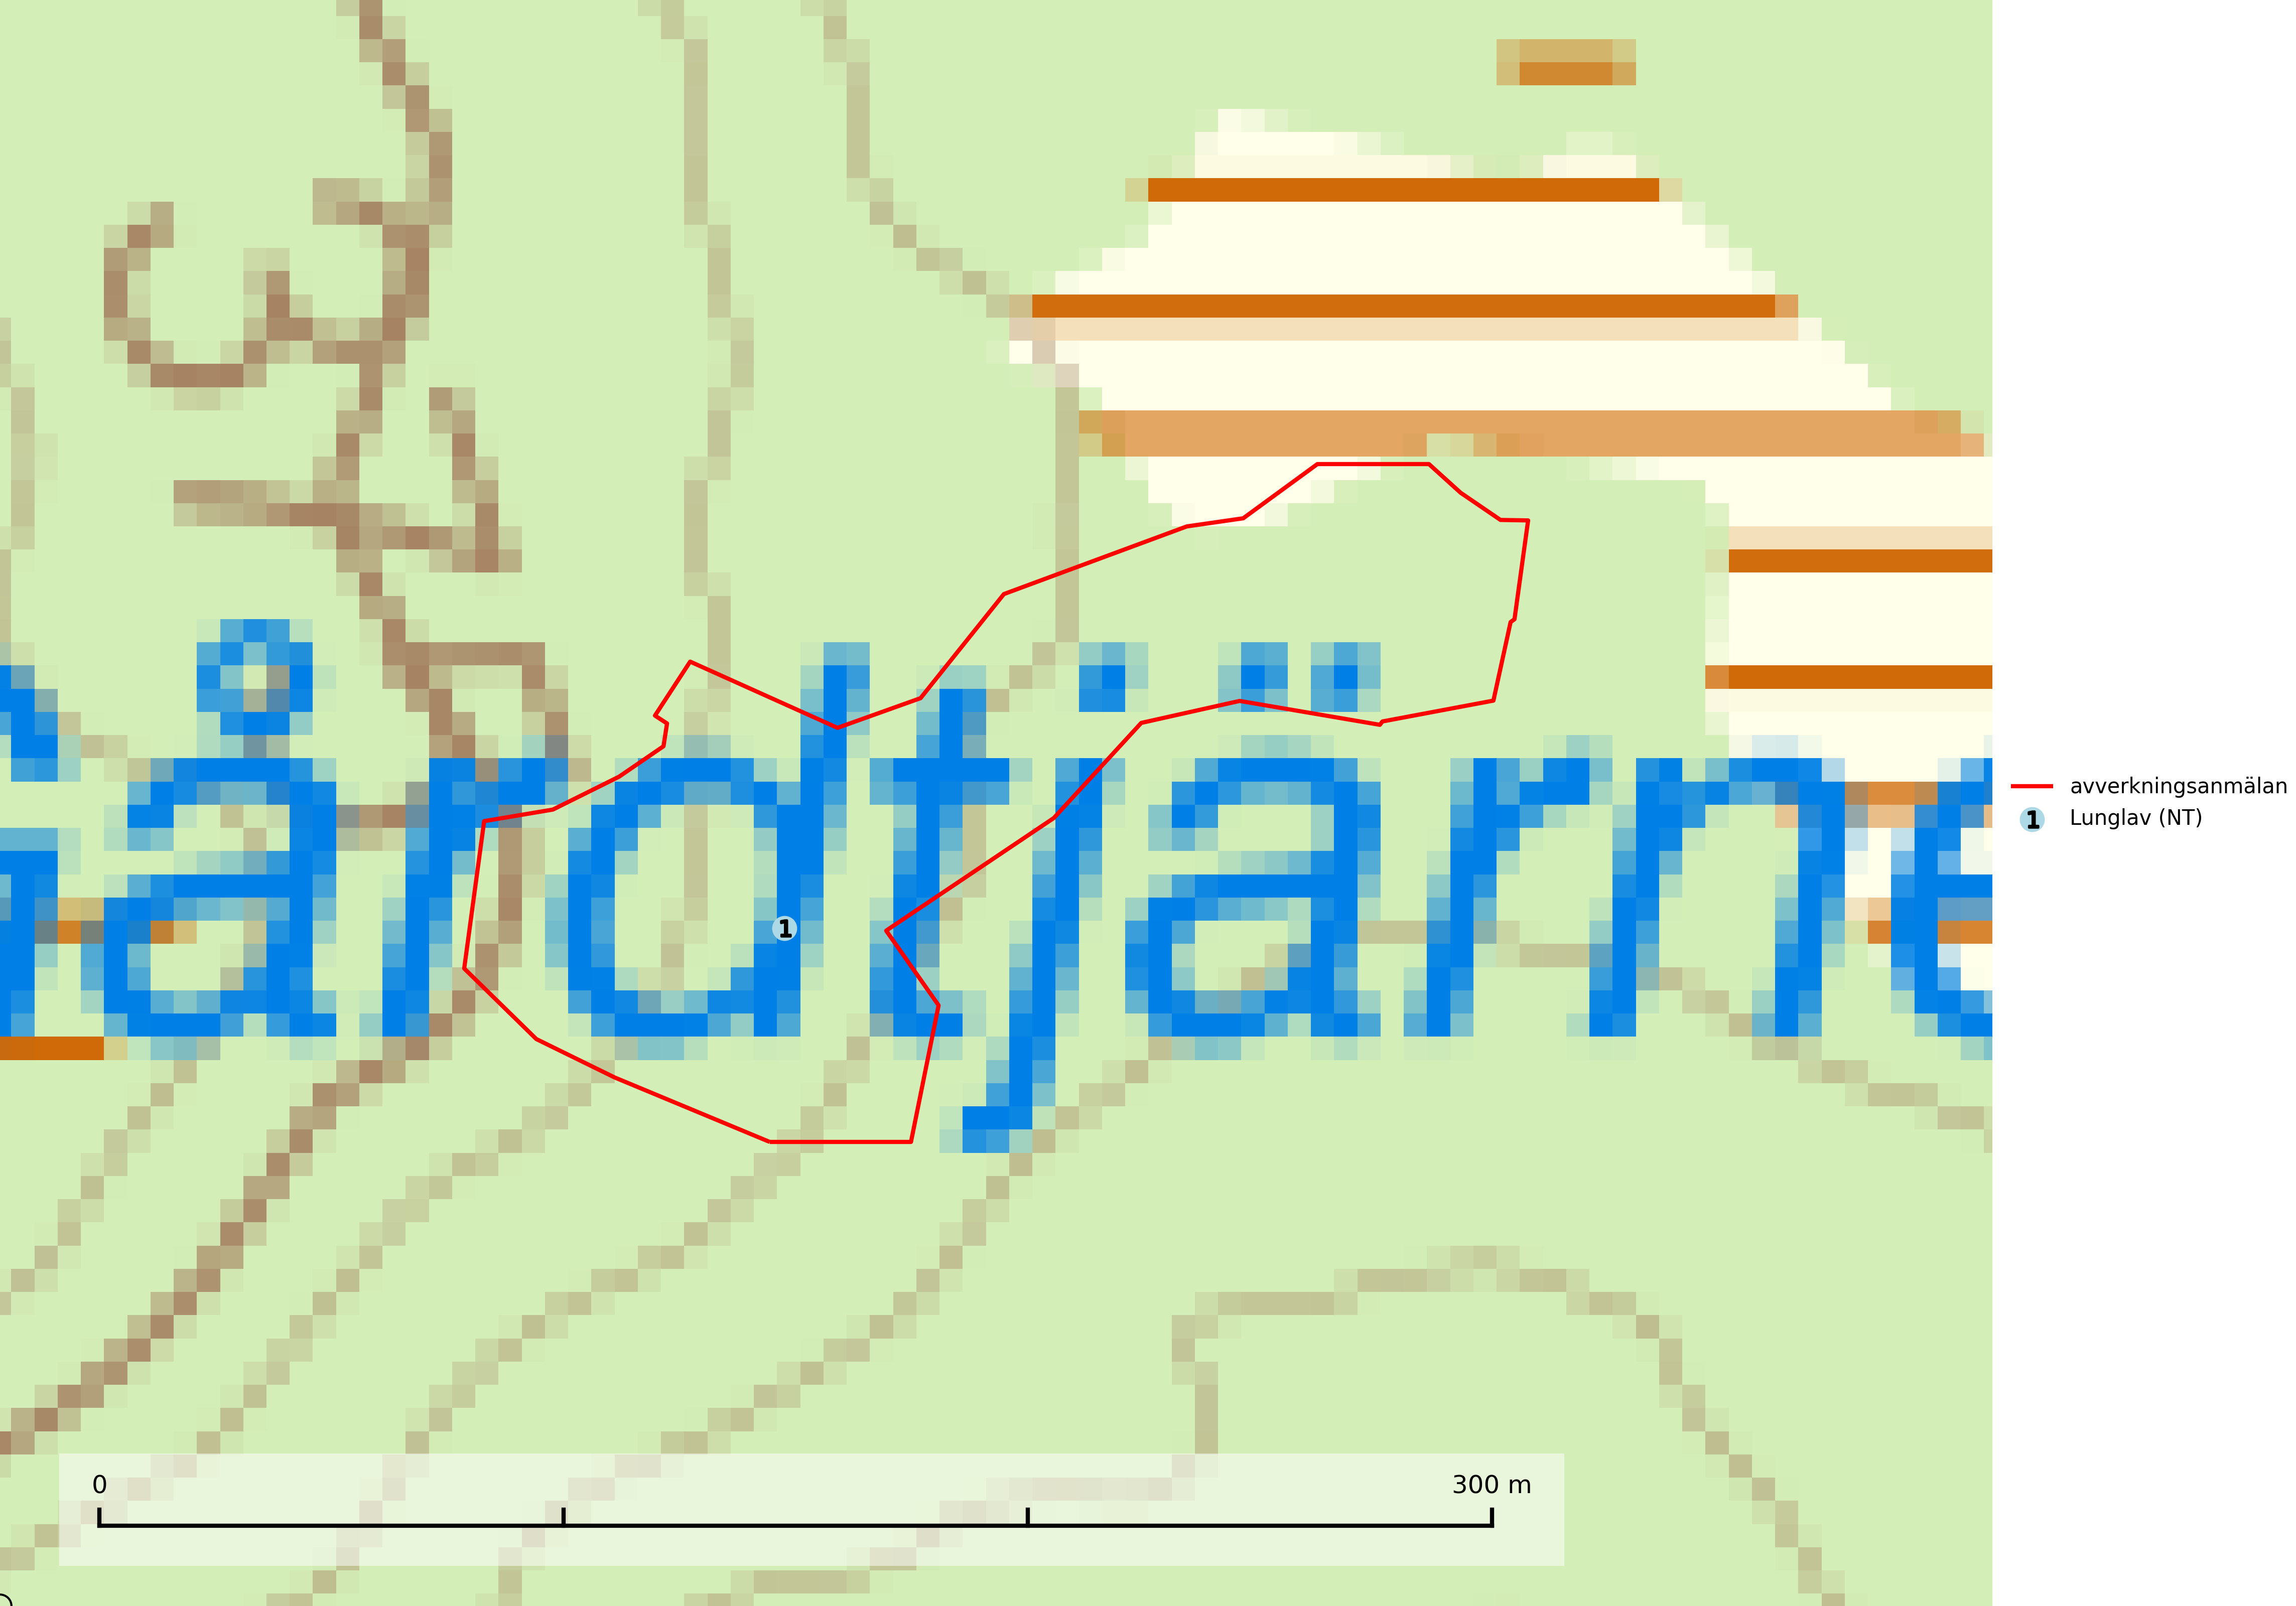 avverkningsanmälan
1 Lunglav (NT)
1
0 300 m